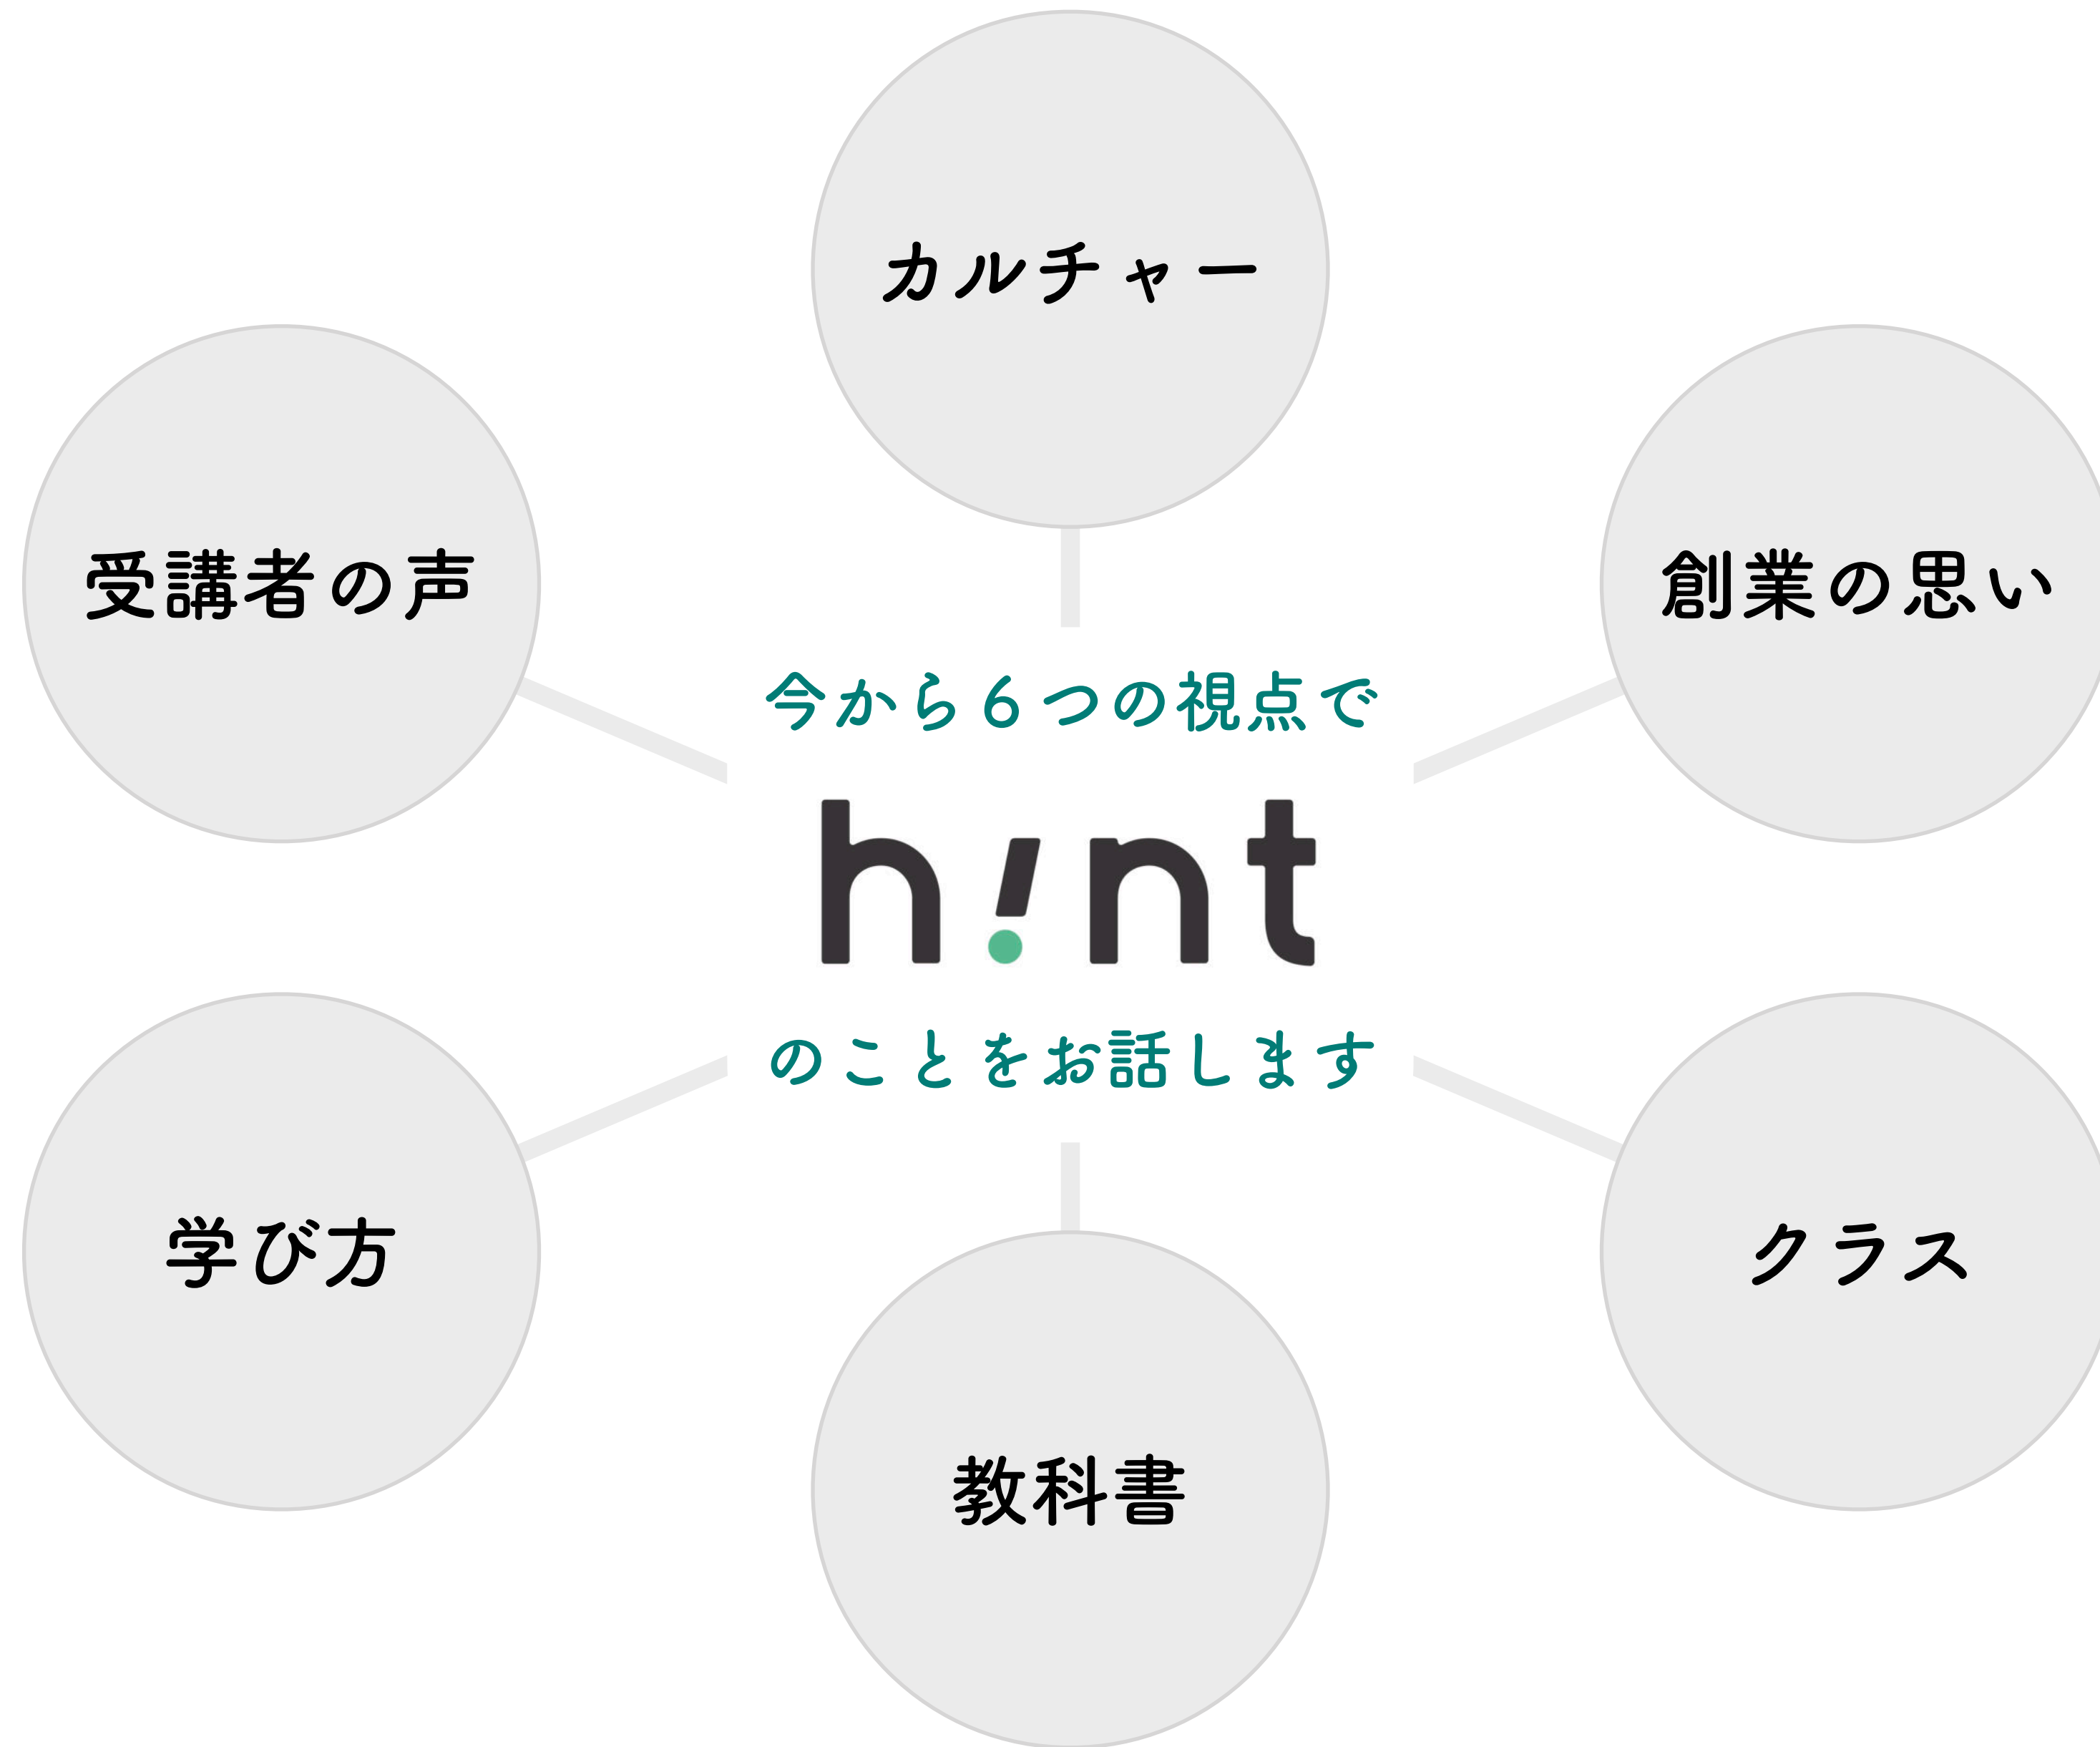 カルチャー
受講者の声
創業の思い
今から6つの視点で
h!nt
のことをお話します
学び方
クラス
教科書